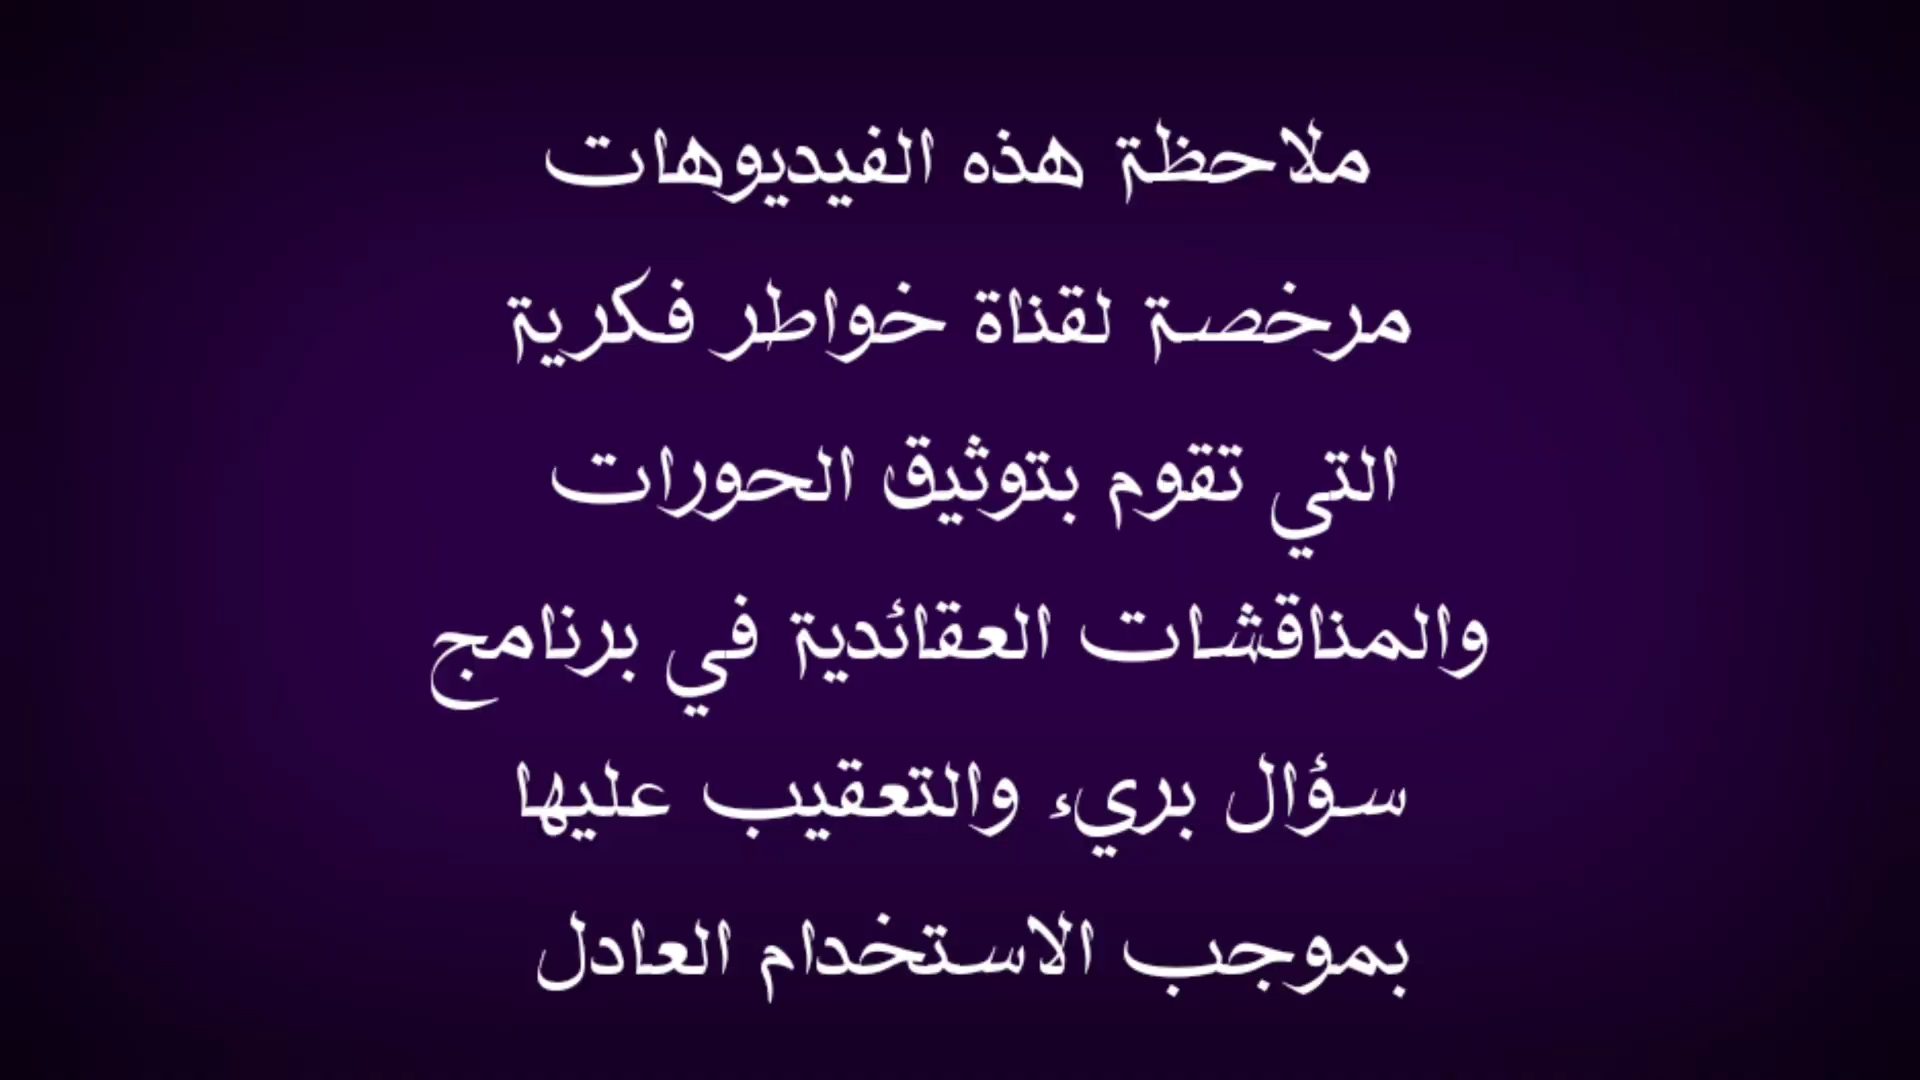 ملاحظة هذه الفيديوهات
مرخصة لقناة خواطر فكرية
التي تقوم بتوثيق الحورات
والمناقشات العقائدية في برنامج
سؤال بريء والتعقيب عليها
بموجب الاستخدام العادل